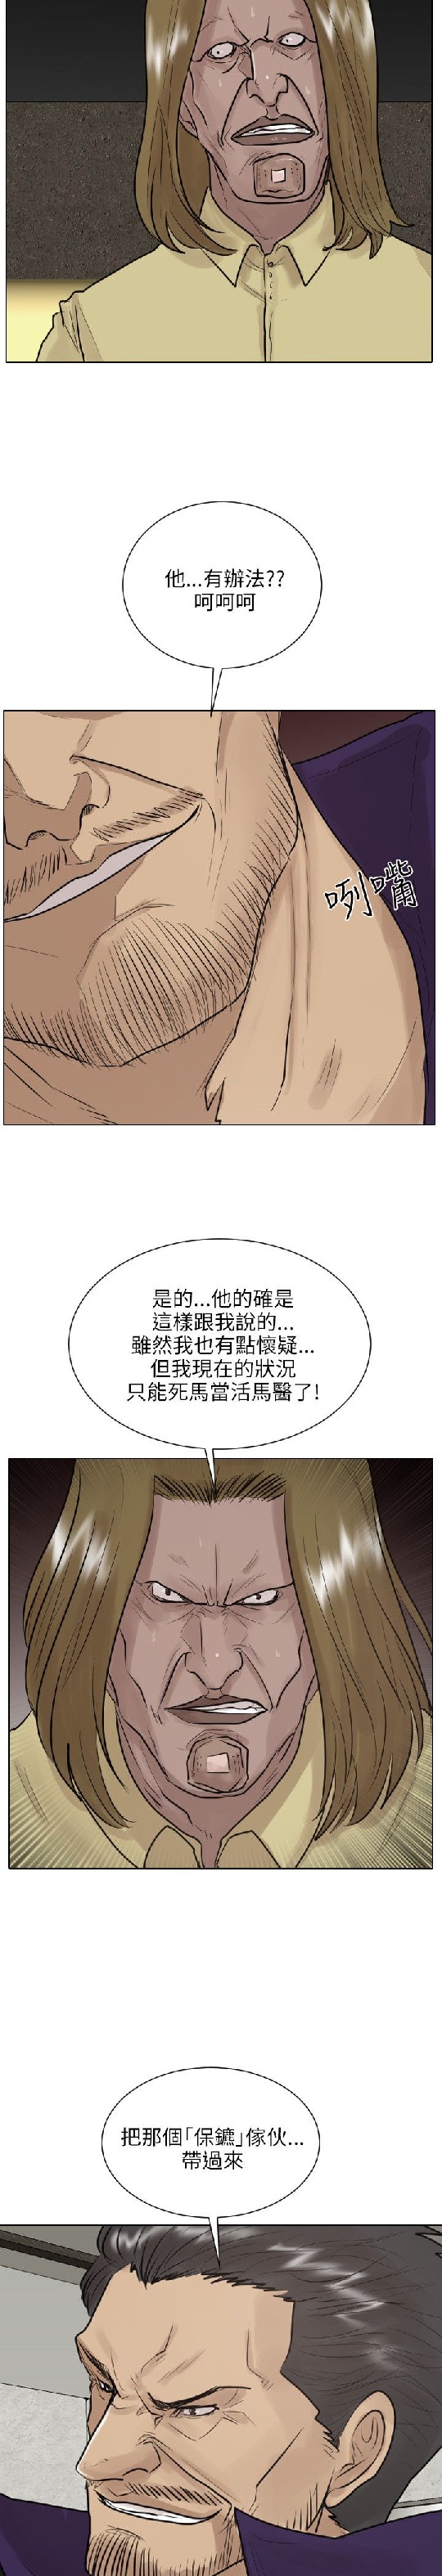 他...有辦法??
呵呵呵
咧嘴
是的...他的確是
這樣跟我說的...
雖然我也有點懷疑...
但我現在的狀況
只能死馬當活馬醫了!
把那個「保鑣」傢伙...
帶過來